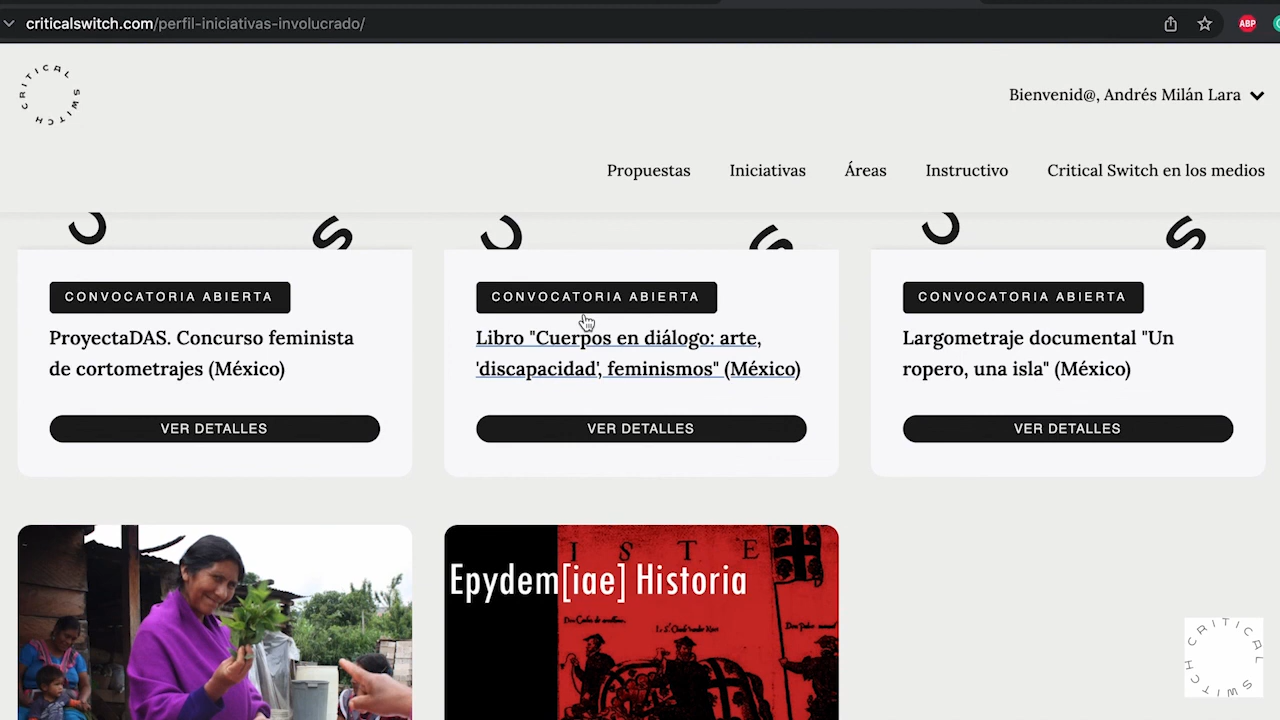 criticalswitch.com/perfil-iniciativas-involucrado/
ABP
CRITICAL SWITCH
Bienvenid@, Andrés Milán Lara
Propuestas
Iniciativas
Áreas
Instructivo
Critical Switch en los medios
C S
C S
C S
CONVOCATORIA ABIERTA
ProyectaDAS. Concurso feminista
de cortometrajes (México)
VER DETALLES
CONVOCATORIA ABIERTA
Libro "Cuerpos en diálogo: arte,
'discapacidad', feminismos" (México)
VER DETALLES
CONVOCATORIA ABIERTA
Largometraje documental "Un
ropero, una isla" (México)
VER DETALLES
I S T E
Epydem[iae] Historia
CRITICAL SWITCH